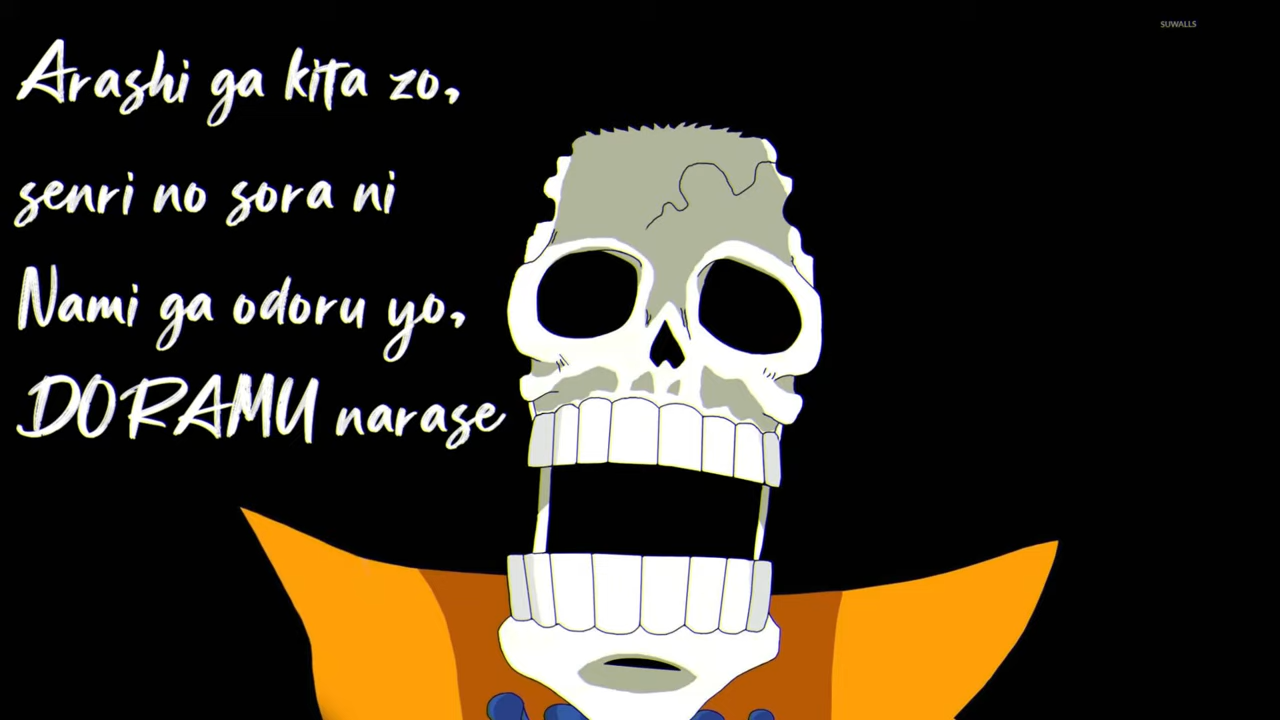 SUWALLS
Arashi ga kita zo,
senri no sora ni
Nami ga odoru yo,
DORAMU narase